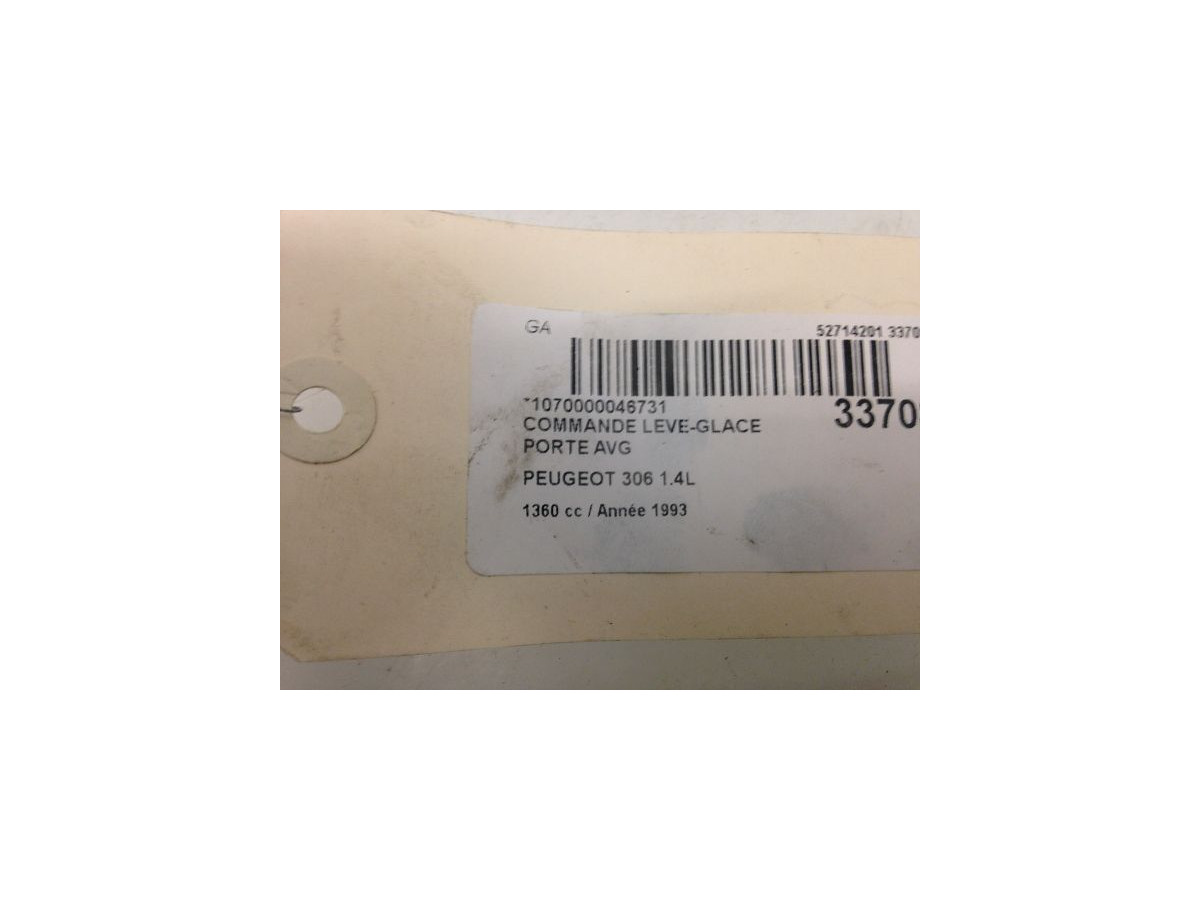 GA 52714201 3370
*1070000046731
3370
COMMANDE LEVE-GLACE
PORTE AVG
PEUGEOT 306 1.4L
1360 cc / Année 1993